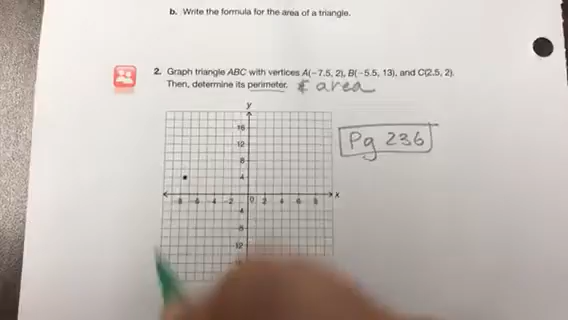 b. Write the formula for the area of a triangle.
2. Graph triangle ABC with vertices A(−7.5, 2), B(−5.5, 13), and C(2.5, 2).
Then, determine its perimeter. & area
y
16
12
8
4
-8 -6 -4 -2 0 2 4 6 8 x
-4
-8
-12
Pg 236